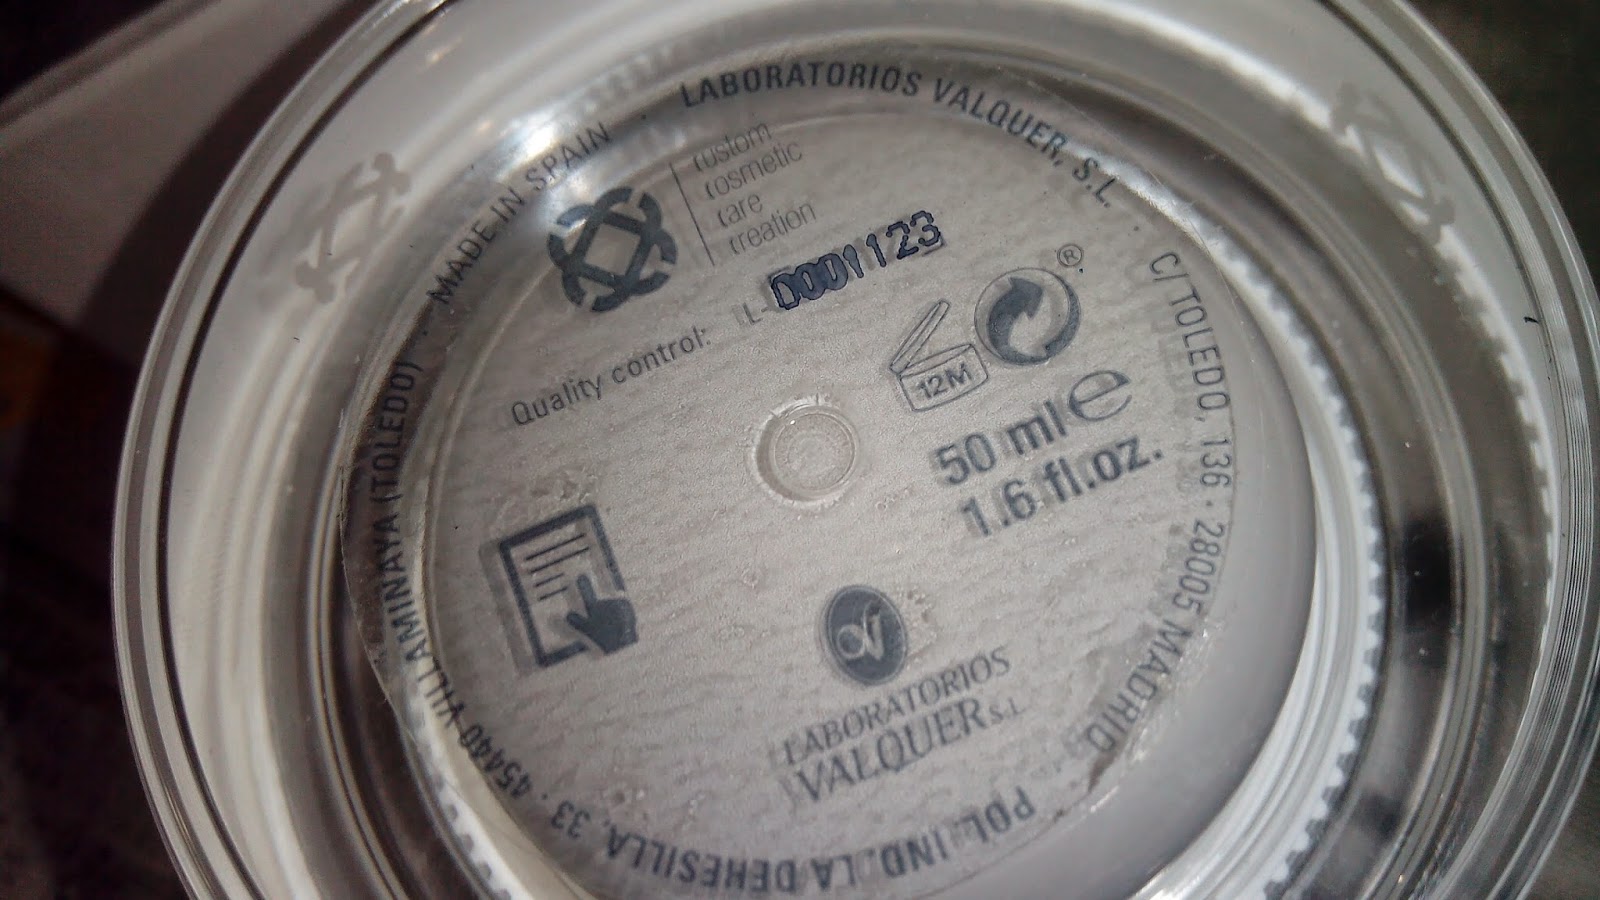 LABORATORIOS VALQUER, S.L.
C/ TOLEDO, 136 · 28005 MADRID
POL. IND. LA DEHESILLA, 33 · 45440 VILLAMINAYA (TOLEDO) · MADE IN SPAIN
custom
cosmetic
care
creation
Quality control: L-0001123
12M
®
50 ml e
1.6 fl.oz.
LABORATORIOS
VALQUER S.L.